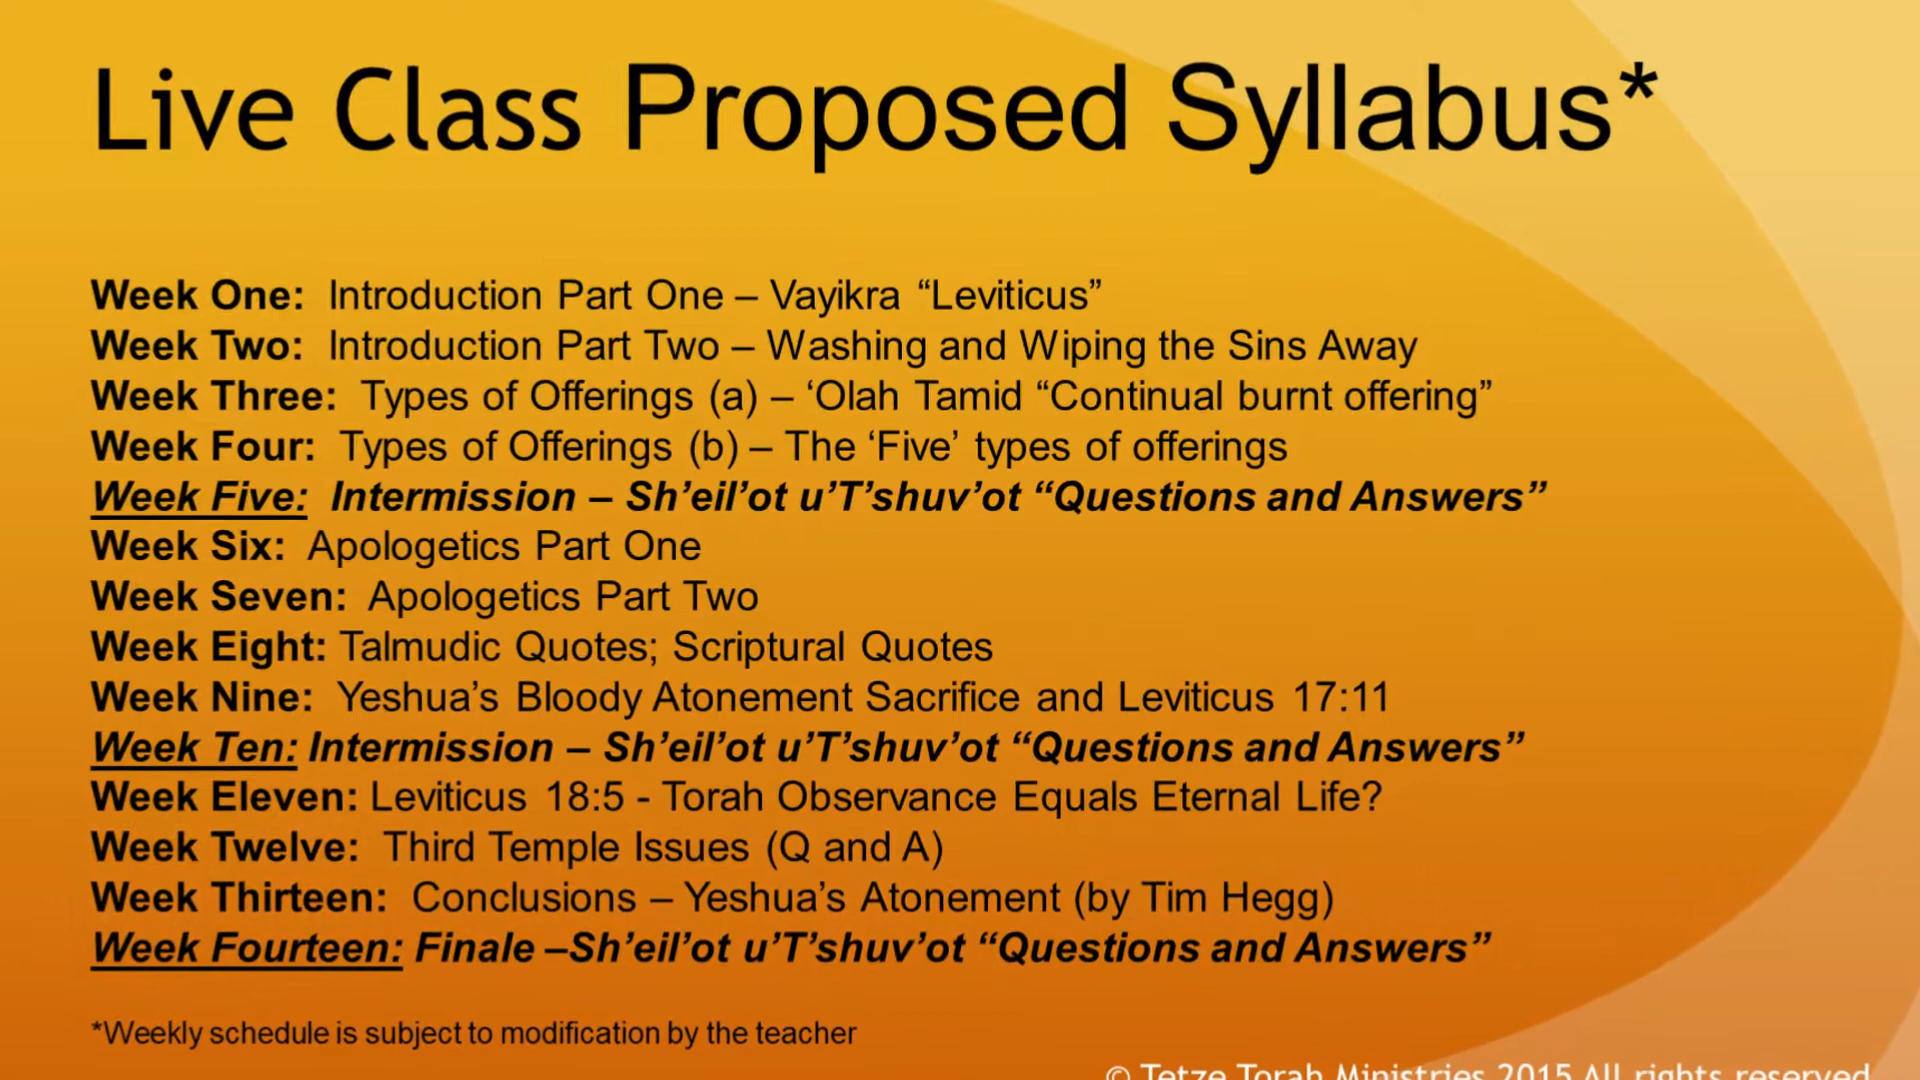 Live Class Proposed Syllabus*
Week One: Introduction Part One – Vayikra “Leviticus”
Week Two: Introduction Part Two – Washing and Wiping the Sins Away
Week Three: Types of Offerings (a) – ‘Olah Tamid “Continual burnt offering”
Week Four: Types of Offerings (b) – The ‘Five’ types of offerings
Week Five: Intermission – Sh’eil’ot u’T’shuv’ot “Questions and Answers”
Week Six: Apologetics Part One
Week Seven: Apologetics Part Two
Week Eight: Talmudic Quotes; Scriptural Quotes
Week Nine: Yeshua’s Bloody Atonement Sacrifice and Leviticus 17:11
Week Ten: Intermission – Sh’eil’ot u’T’shuv’ot “Questions and Answers”
Week Eleven: Leviticus 18:5 - Torah Observance Equals Eternal Life?
Week Twelve: Third Temple Issues (Q and A)
Week Thirteen: Conclusions – Yeshua’s Atonement (by Tim Hegg)
Week Fourteen: Finale –Sh’eil’ot u’T’shuv’ot “Questions and Answers”
*Weekly schedule is subject to modification by the teacher
© Tetze Torah Ministries 2015 All rights reserved